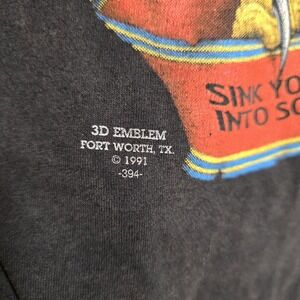 SINK YO
INTO SO
3D EMBLEM
FORT WORTH, TX.
© 1991
-394-